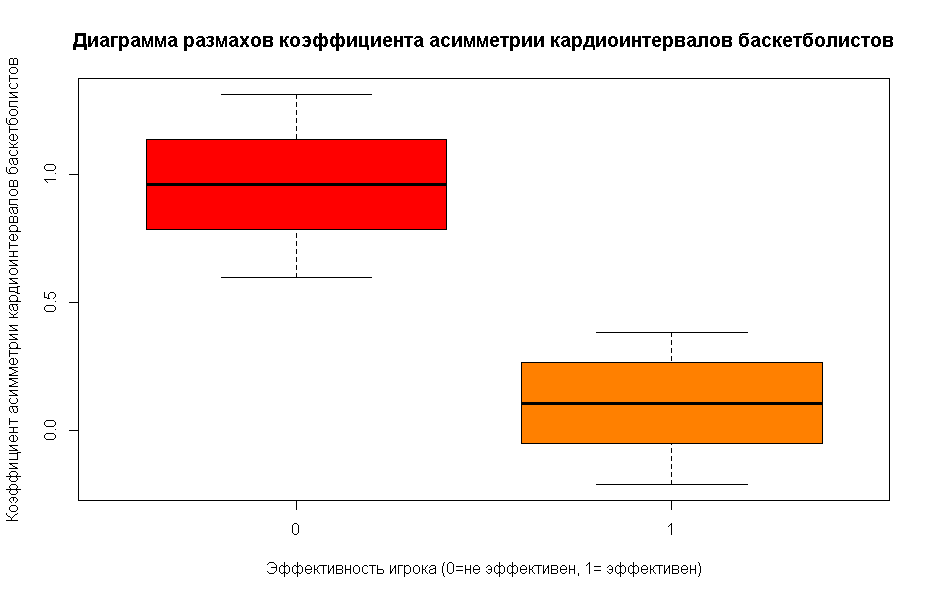 Диаграмма размахов коэффициента асимметрии кардиоинтервалов баскетболистов
Коэффициент асимметрии кардиоинтервалов баскетболистов
1.0
0.5
0.0
0 1
Эффективность игрока (0=не эффективен, 1= эффективен)